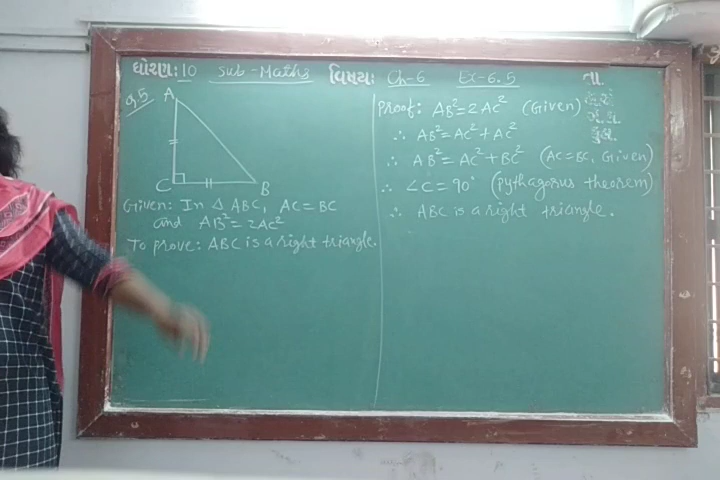 ધોરણ: 10 sub-Maths વિષય: Ch-6 Ex-6.5 તા.
Q.5
A
C
B
Given: In △ ABC, AC = BC
and AB² = 2AC²
To prove: ABC is a right triangle.
Proof: AB² = 2AC² (Given)
∴ AB² = AC² + AC²
∴ AB² = AC² + BC² (AC = BC, Given)
∴ ∠C = 90° (pythagorus theorem)
∴ ABC is a right triangle.